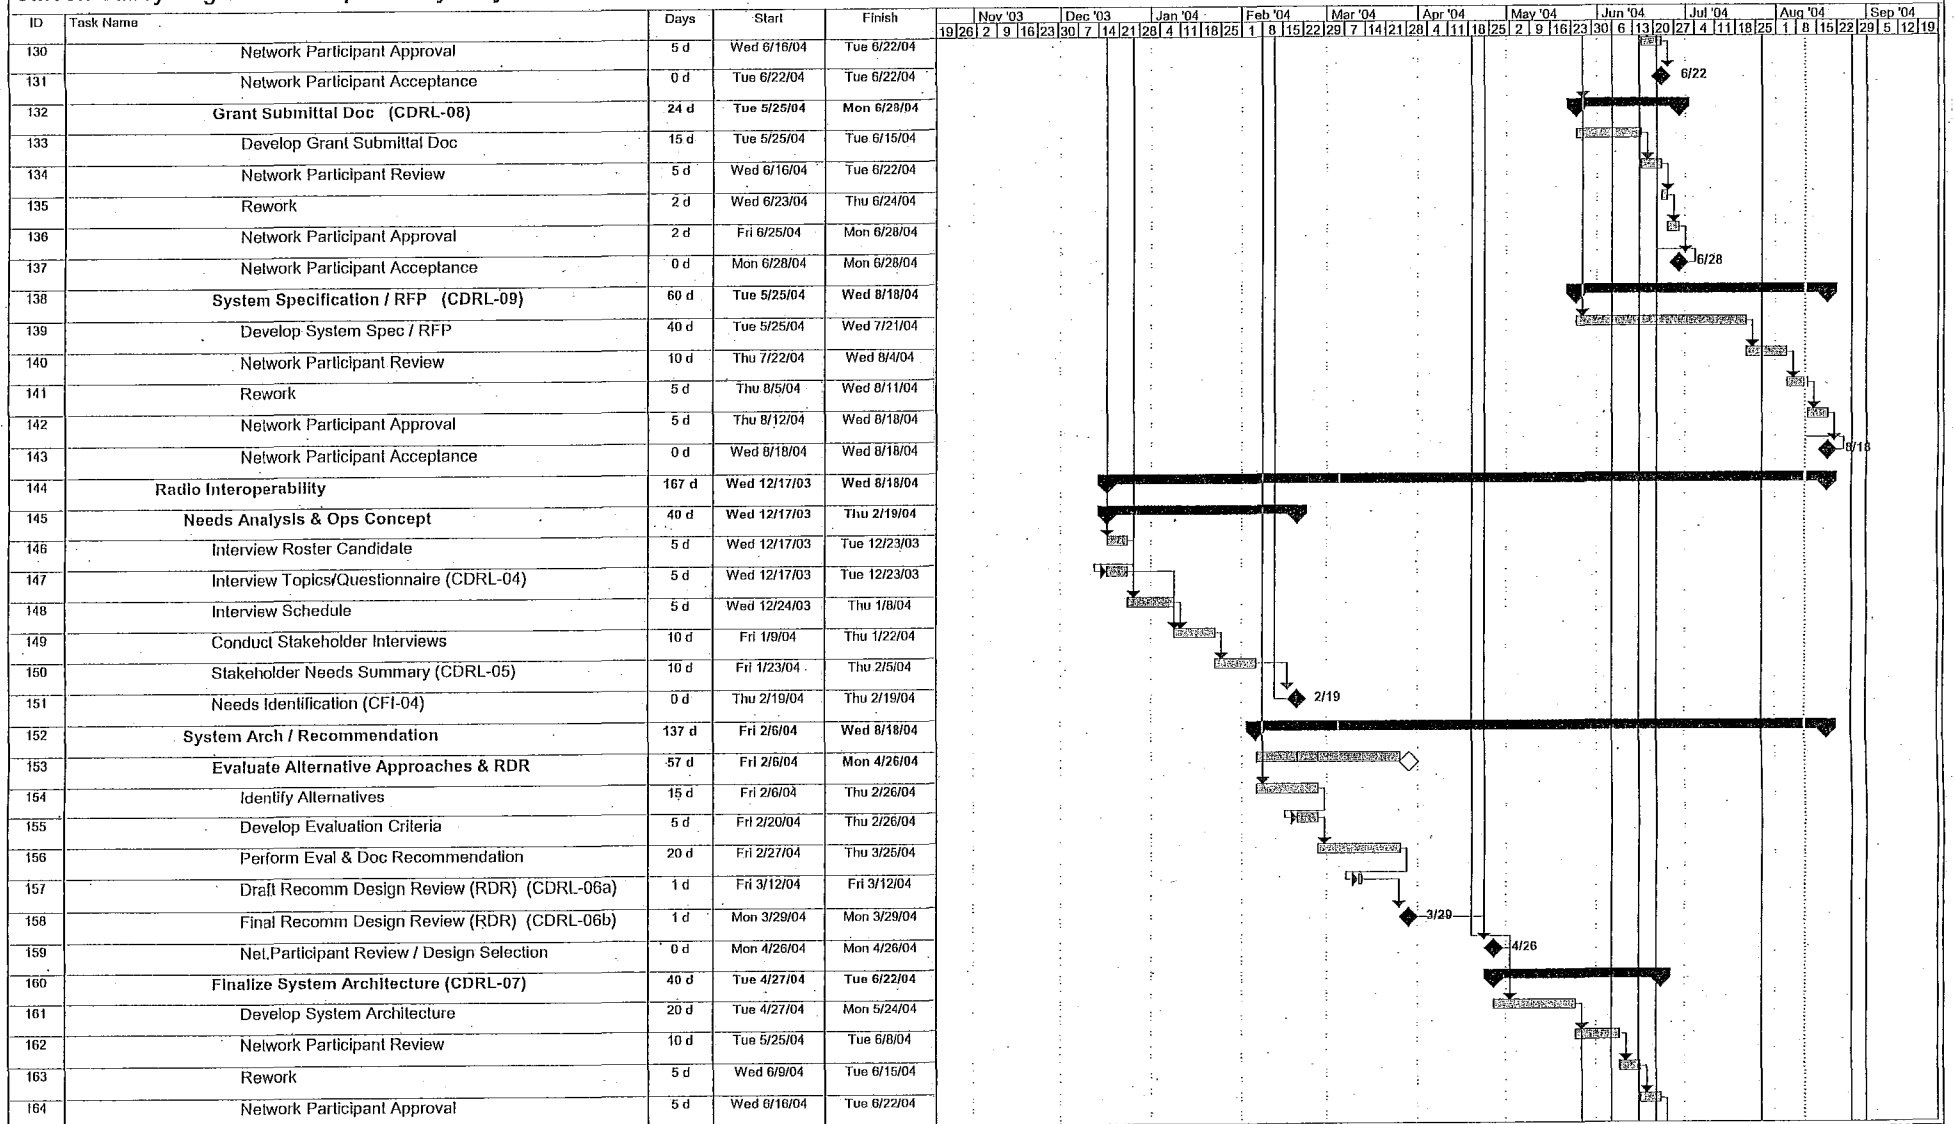 ID Task Name Days Start Finish Nov '03 Dec '03 Jan '04 Feb '04 Mar '04 Apr '04 May '04 Jun '04 Jul '04 Aug '04 Sep '04
19 26 2 9 16 23 30 7 14 21 28 4 11 18 25 1 8 15 22 29 7 14 21 28 4 11 18 25 2 9 16 23 30 6 13 20 27 4 11 18 25 1 8 15 22 29 5 12 19
130 Network Participant Approval 5 d Wed 6/16/04 Tue 6/22/04
131 Network Participant Acceptance 0 d Tue 6/22/04 Tue 6/22/04 6/22
132 Grant Submittal Doc (CDRL-08) 24 d Tue 5/25/04 Mon 6/28/04
133 Develop Grant Submittal Doc 15 d Tue 5/25/04 Tue 6/15/04
134 Network Participant Review 5 d Wed 6/16/04 Tue 6/22/04
135 Rework 2 d Wed 6/23/04 Thu 6/24/04
136 Network Participant Approval 2 d Fri 6/25/04 Mon 6/28/04
137 Network Participant Acceptance 0 d Mon 6/28/04 Mon 6/28/04 6/28
138 System Specification / RFP (CDRL-09) 60 d Tue 5/25/04 Wed 8/18/04
139 Develop System Spec / RFP 40 d Tue 5/25/04 Wed 7/21/04
140 Network Participant Review 10 d Thu 7/22/04 Wed 8/4/04
141 Rework 5 d Thu 8/5/04 Wed 8/11/04
142 Network Participant Approval 5 d Thu 8/12/04 Wed 8/18/04
143 Network Participant Acceptance 0 d Wed 8/18/04 Wed 8/18/04 8/18
144 Radio Interoperability 167 d Wed 12/17/03 Wed 8/18/04
145 Needs Analysis & Ops Concept 40 d Wed 12/17/03 Thu 2/19/04
146 Interview Roster Candidate 5 d Wed 12/17/03 Tue 12/23/03
147 Interview Topics/Questionnaire (CDRL-04) 5 d Wed 12/17/03 Tue 12/23/03
148 Interview Schedule 5 d Wed 12/24/03 Thu 1/8/04
149 Conduct Stakeholder Interviews 10 d Fri 1/9/04 Thu 1/22/04
150 Stakeholder Needs Summary (CDRL-05) 10 d Fri 1/23/04 Thu 2/5/04
151 Needs Identification (CFI-04) 0 d Thu 2/19/04 Thu 2/19/04 2/19
152 System Arch / Recommendation 137 d Fri 2/6/04 Wed 8/18/04
153 Evaluate Alternative Approaches & RDR 57 d Fri 2/6/04 Mon 4/26/04
154 Identify Alternatives 15 d Fri 2/6/04 Thu 2/26/04
155 Develop Evaluation Criteria 5 d Fri 2/20/04 Thu 2/26/04
156 Perform Eval & Doc Recommendation 20 d Fri 2/27/04 Thu 3/25/04
157 Draft Recomm Design Review (RDR) (CDRL-06a) 1 d Fri 3/12/04 Fri 3/12/04
158 Final Recomm Design Review (RDR) (CDRL-06b) 1 d Mon 3/29/04 Mon 3/29/04 3/29
159 Net.Participant Review / Design Selection 0 d Mon 4/26/04 Mon 4/26/04 4/26
160 Finalize System Architecture (CDRL-07) 40 d Tue 4/27/04 Tue 6/22/04
161 Develop System Architecture 20 d Tue 4/27/04 Mon 5/24/04
162 Network Participant Review 10 d Tue 5/25/04 Tue 6/8/04
163 Rework 5 d Wed 6/9/04 Tue 6/15/04
164 Network Participant Approval 5 d Wed 6/16/04 Tue 6/22/04